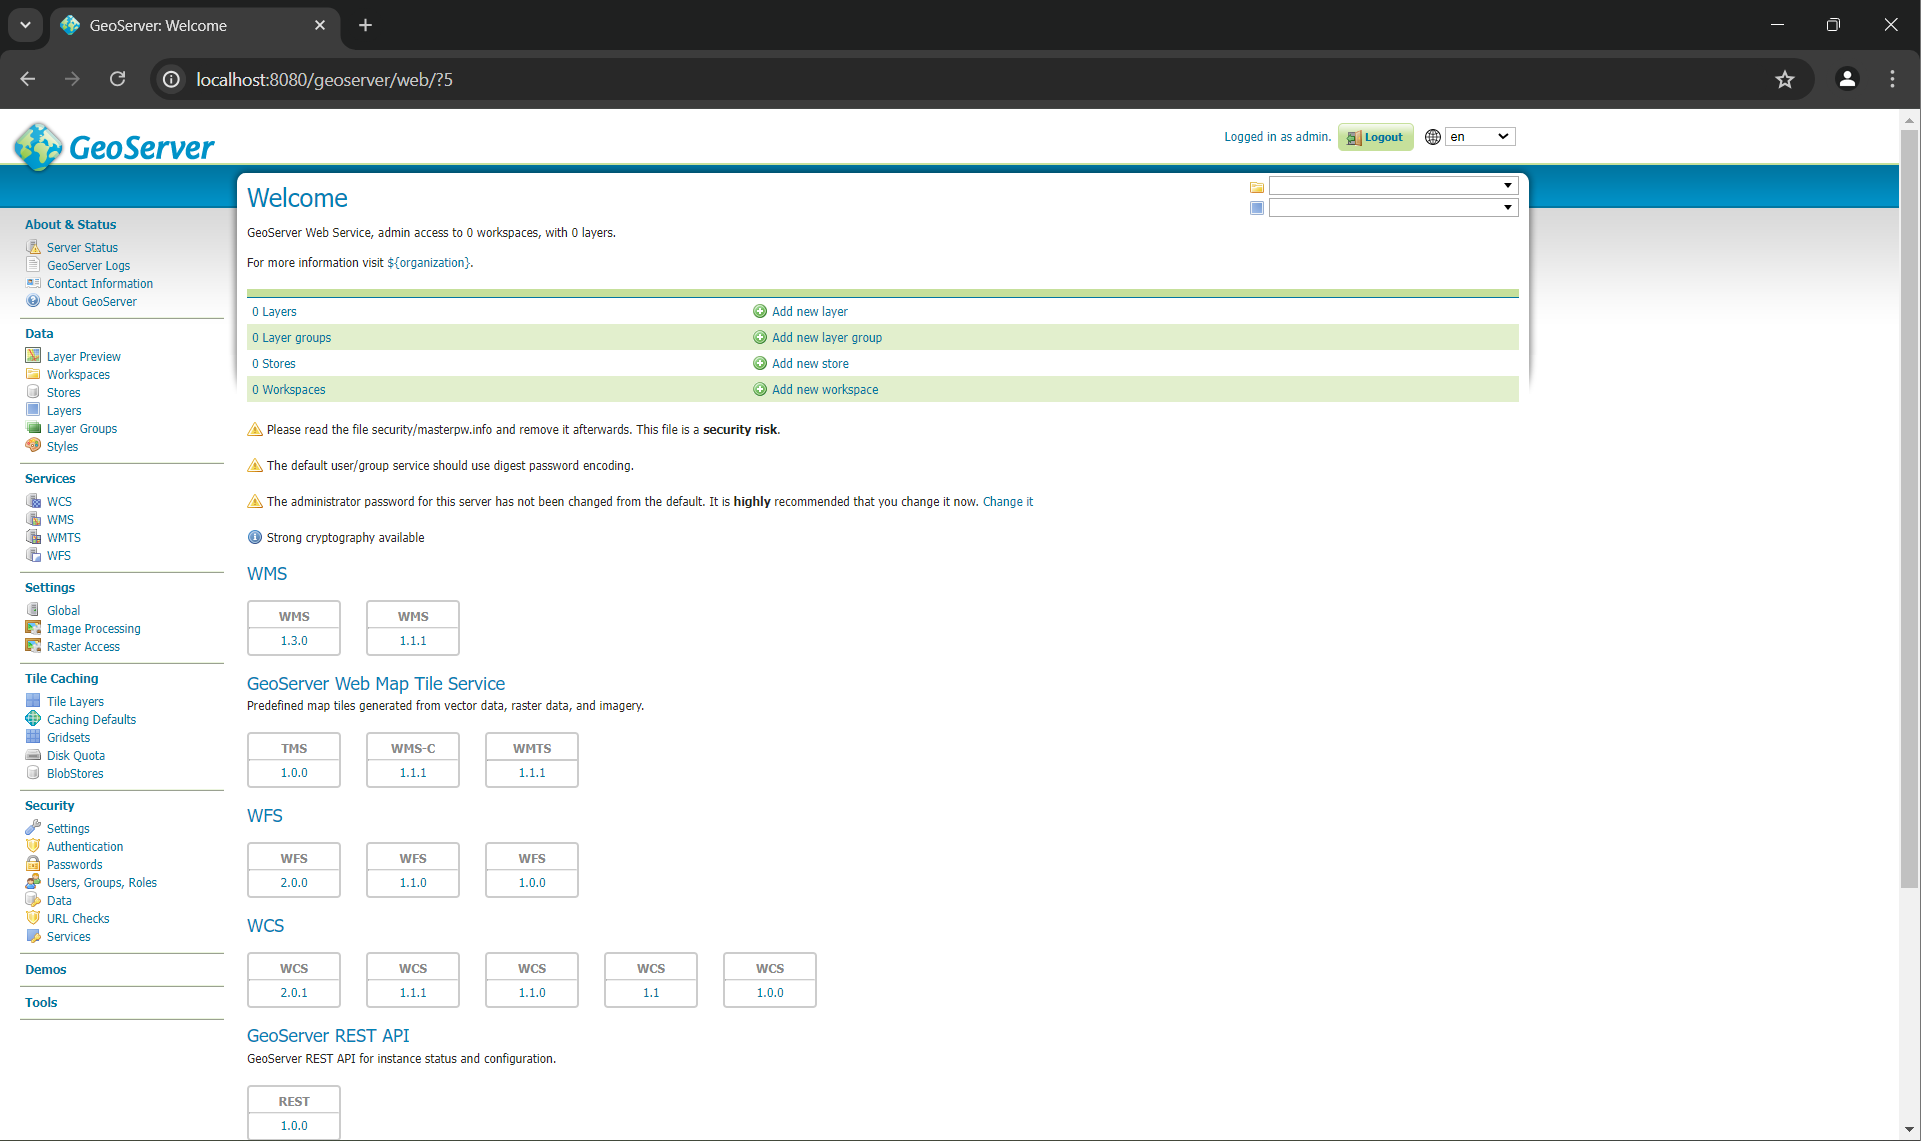 GeoServer: Welcome
localhost:8080/geoserver/web/?5
GeoServer
Logged in as admin.
Logout
en
Welcome
GeoServer Web Service, admin access to 0 workspaces, with 0 layers.
For more information visit ${organization}.
About & Status
Server Status
GeoServer Logs
Contact Information
About GeoServer
Data
Layer Preview
Workspaces
Stores
Layers
Layer Groups
Styles
Services
WCS
WMS
WMTS
WFS
Settings
Global
Image Processing
Raster Access
Tile Caching
Tile Layers
Caching Defaults
Gridsets
Disk Quota
BlobStores
Security
Settings
Authentication
Passwords
Users, Groups, Roles
Data
URL Checks
Services
Demos
Tools
0 Layers
Add new layer
0 Layer groups
Add new layer group
0 Stores
Add new store
0 Workspaces
Add new workspace
Please read the file security/masterpw.info and remove it afterwards. This file is a security risk.
The default user/group service should use digest password encoding.
The administrator password for this server has not been changed from the default. It is highly recommended that you change it now. Change it
Strong cryptography available
WMS
WMS
1.3.0
WMS
1.1.1
GeoServer Web Map Tile Service
Predefined map tiles generated from vector data, raster data, and imagery.
TMS
1.0.0
WMS-C
1.1.1
WMTS
1.1.1
WFS
WFS
2.0.0
WFS
1.1.0
WFS
1.0.0
WCS
WCS
2.0.1
WCS
1.1.1
WCS
1.1.0
WCS
1.1
WCS
1.0.0
GeoServer REST API
GeoServer REST API for instance status and configuration.
REST
1.0.0